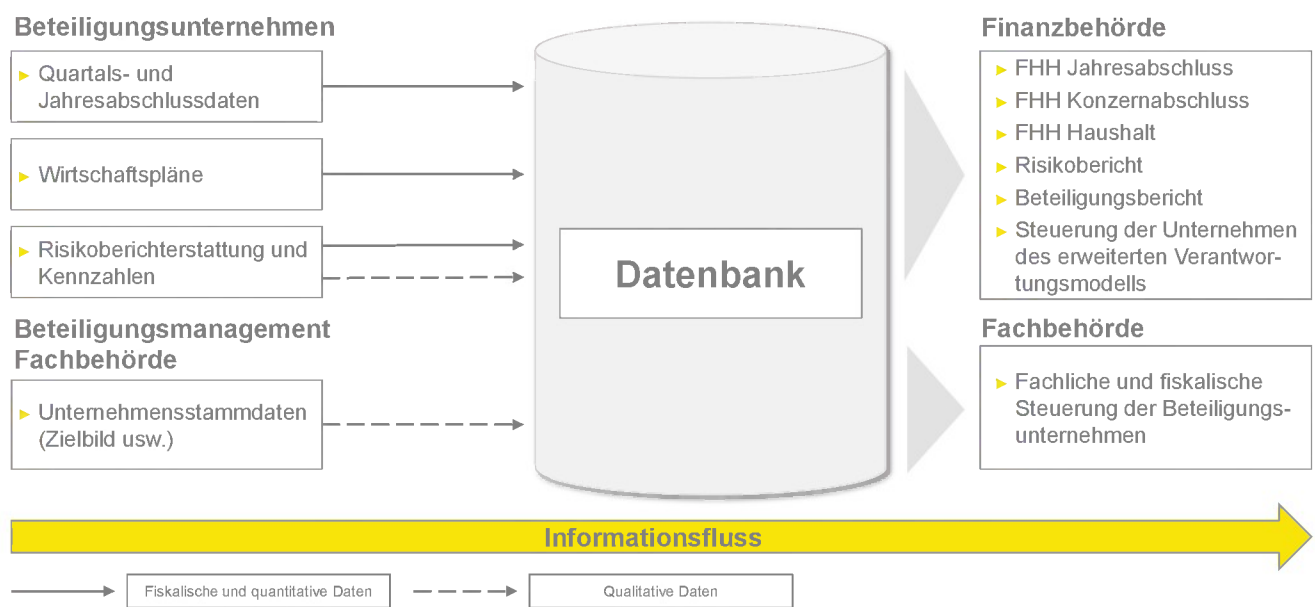 Beteiligungsunternehmen
► Quartals- und
Jahresabschlussdaten
► Wirtschaftspläne
► Risikoberichterstattung und
Kennzahlen
Beteiligungsmanagement
Fachbehörde
► Unternehmensstammdaten
(Zielbild usw.)
Datenbank
Finanzbehörde
► FHH Jahresabschluss
► FHH Konzernabschluss
► FHH Haushalt
► Risikobericht
► Beteiligungsbericht
► Steuerung der Unternehmen
des erweiterten Verantwor-
tungsmodells
Fachbehörde
► Fachliche und fiskalische
Steuerung der Beteiligungs-
unternehmen
Informationsfluss
Fiskalische und quantitative Daten
Qualitative Daten